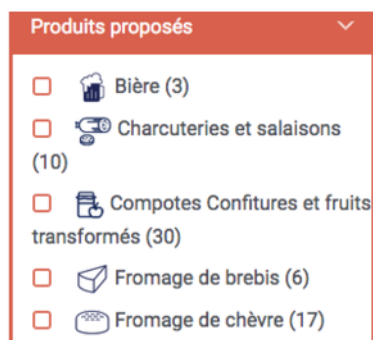 Produits proposés
Bière (3)
Charcuteries et salaisons
(10)
Compotes Confitures et fruits
transformés (30)
Fromage de brebis (6)
Fromage de chèvre (17)